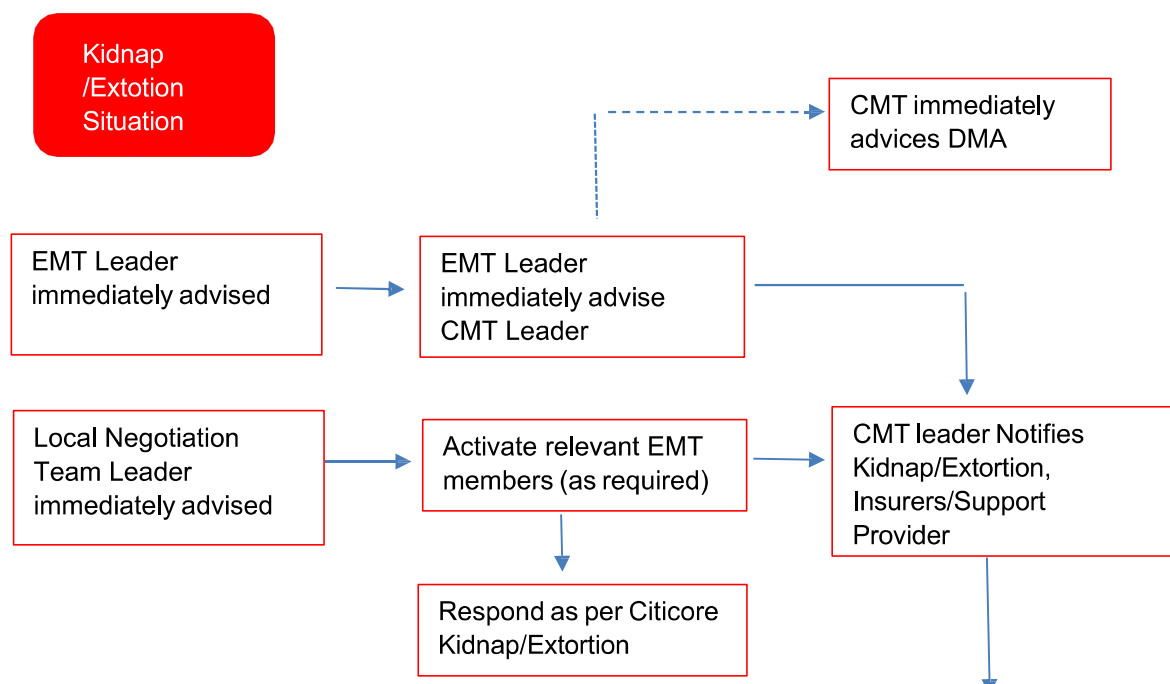 Kidnap
/Extotion
Situation
CMT immediately
advices DMA
EMT Leader
immediately advised
EMT Leader
immediately advise
CMT Leader
Local Negotiation
Team Leader
immediately advised
Activate relevant EMT
members (as required)
CMT leader Notifies
Kidnap/Extortion,
Insurers/Support
Provider
Respond as per Citicore
Kidnap/Extortion